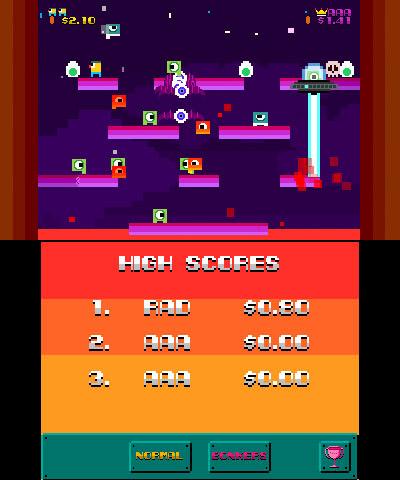 $2.10
AAA
$1.41
HIGH SCORES
1. RAD $0.80
2. AAA $0.00
3. AAA $0.00
NORMAL
BONKERS